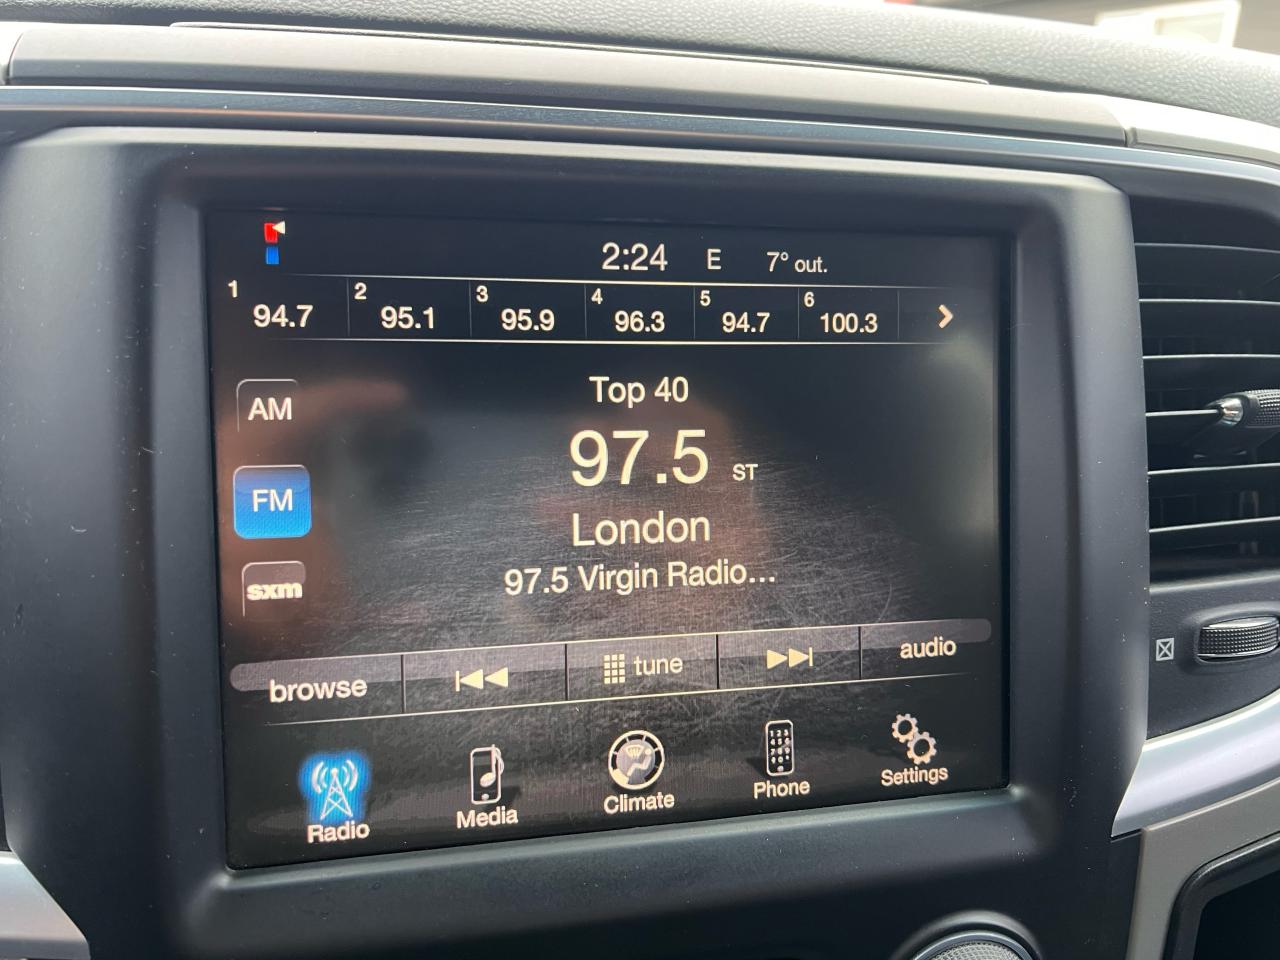 2:24 E 7° out.
1 94.7 2 95.1 3 95.9 4 96.3 5 94.7 6 100.3
AM
Top 40
97.5 ST
FM
London
97.5 Virgin Radio...
sxm
browse tune audio
Radio Media Climate Phone Settings